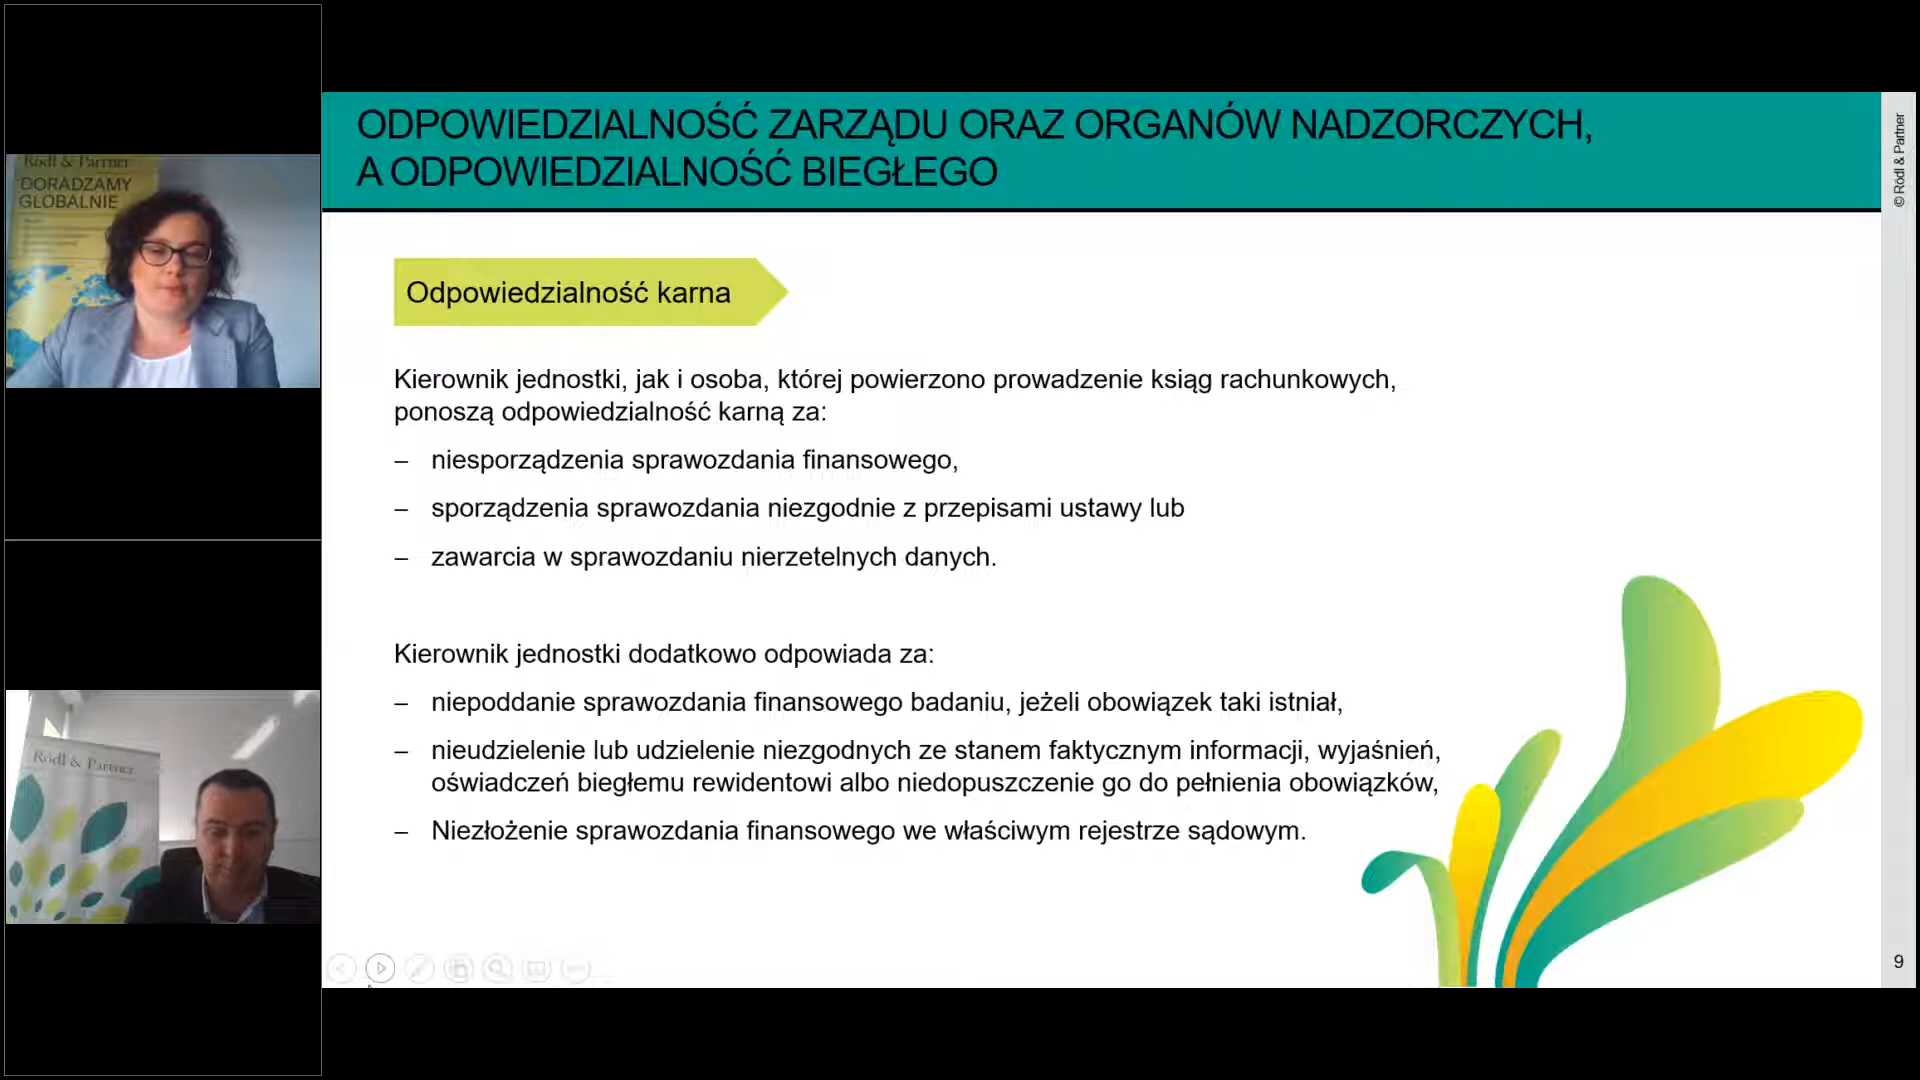 Rödl & Partner
DORADZAMY
GLOBALNIE
Rödl & Partner
ODPOWIEDZIALNOŚĆ ZARZĄDU ORAZ ORGANÓW NADZORCZYCH,
A ODPOWIEDZIALNOŚĆ BIEGŁEGO
© Rödl & Partner
Odpowiedzialność karna
Kierownik jednostki, jak i osoba, której powierzono prowadzenie ksiąg rachunkowych,
ponoszą odpowiedzialność karną za:
– niesporządzenia sprawozdania finansowego,
– sporządzenia sprawozdania niezgodnie z przepisami ustawy lub
– zawarcia w sprawozdaniu nierzetelnych danych.
Kierownik jednostki dodatkowo odpowiada za:
– niepoddanie sprawozdania finansowego badaniu, jeżeli obowiązek taki istniał,
– nieudzielenie lub udzielenie niezgodnych ze stanem faktycznym informacji, wyjaśnień,
oświadczeń biegłemu rewidentowi albo niedopuszczenie go do pełnienia obowiązków,
– Niezłożenie sprawozdania finansowego we właściwym rejestrze sądowym.
9